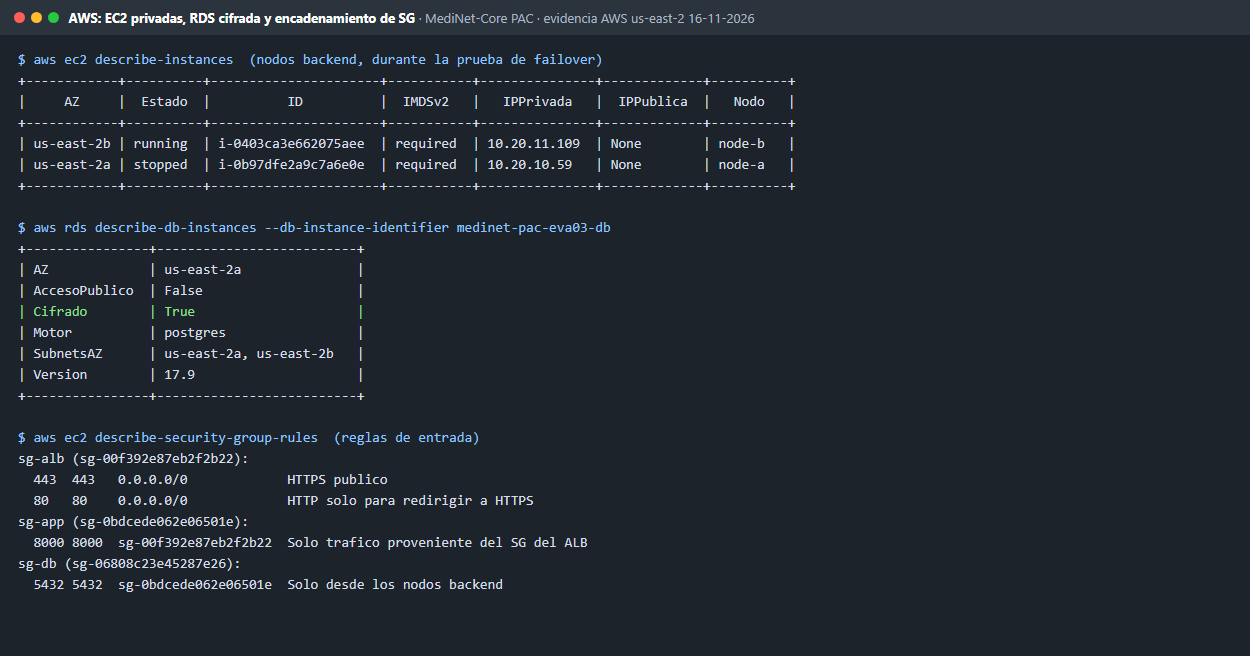 AWS: EC2 privadas, RDS cifrada y encadenamiento de SG · MediNet-Core PAC · evidencia AWS us-east-2 16-11-2026
$ aws ec2 describe-instances  (nodos backend, durante la prueba de failover)
+------------+----------+----------------------+-----------+---------------+-------------+----------+
|     AZ     |  Estado  |          ID          |  IMDSv2   |   IPPrivada   |  IPPublica  |   Nodo   |
+------------+----------+----------------------+-----------+---------------+-------------+----------+
| us-east-2b | running  | i-0403ca3e662075aee  | required  | 10.20.11.109  | None        | node-b   |
| us-east-2a | stopped  | i-0b97dfe2a9c7a6e0e  | required  | 10.20.10.59   | None        | node-a   |
+------------+----------+----------------------+-----------+---------------+-------------+----------+
$ aws rds describe-db-instances --db-instance-identifier medinet-pac-eva03-db
+----------------+--------------------------+
| AZ             | us-east-2a               |
| AccesoPublico  | False                    |
| Cifrado        | True                     |
| Motor          | postgres                 |
| SubnetsAZ      | us-east-2a, us-east-2b   |
| Version        | 17.9                     |
+----------------+--------------------------+
$ aws ec2 describe-security-group-rules  (reglas de entrada)
sg-alb (sg-00f392e87eb2f2b22):
  443  443   0.0.0.0/0             HTTPS publico
  80   80    0.0.0.0/0             HTTP solo para redirigir a HTTPS
sg-app (sg-0bdcede062e06501e):
  8000 8000  sg-00f392e87eb2f2b22  Solo trafico proveniente del SG del ALB
sg-db (sg-06808c23e45287e26):
  5432 5432  sg-0bdcede062e06501e  Solo desde los nodos backend